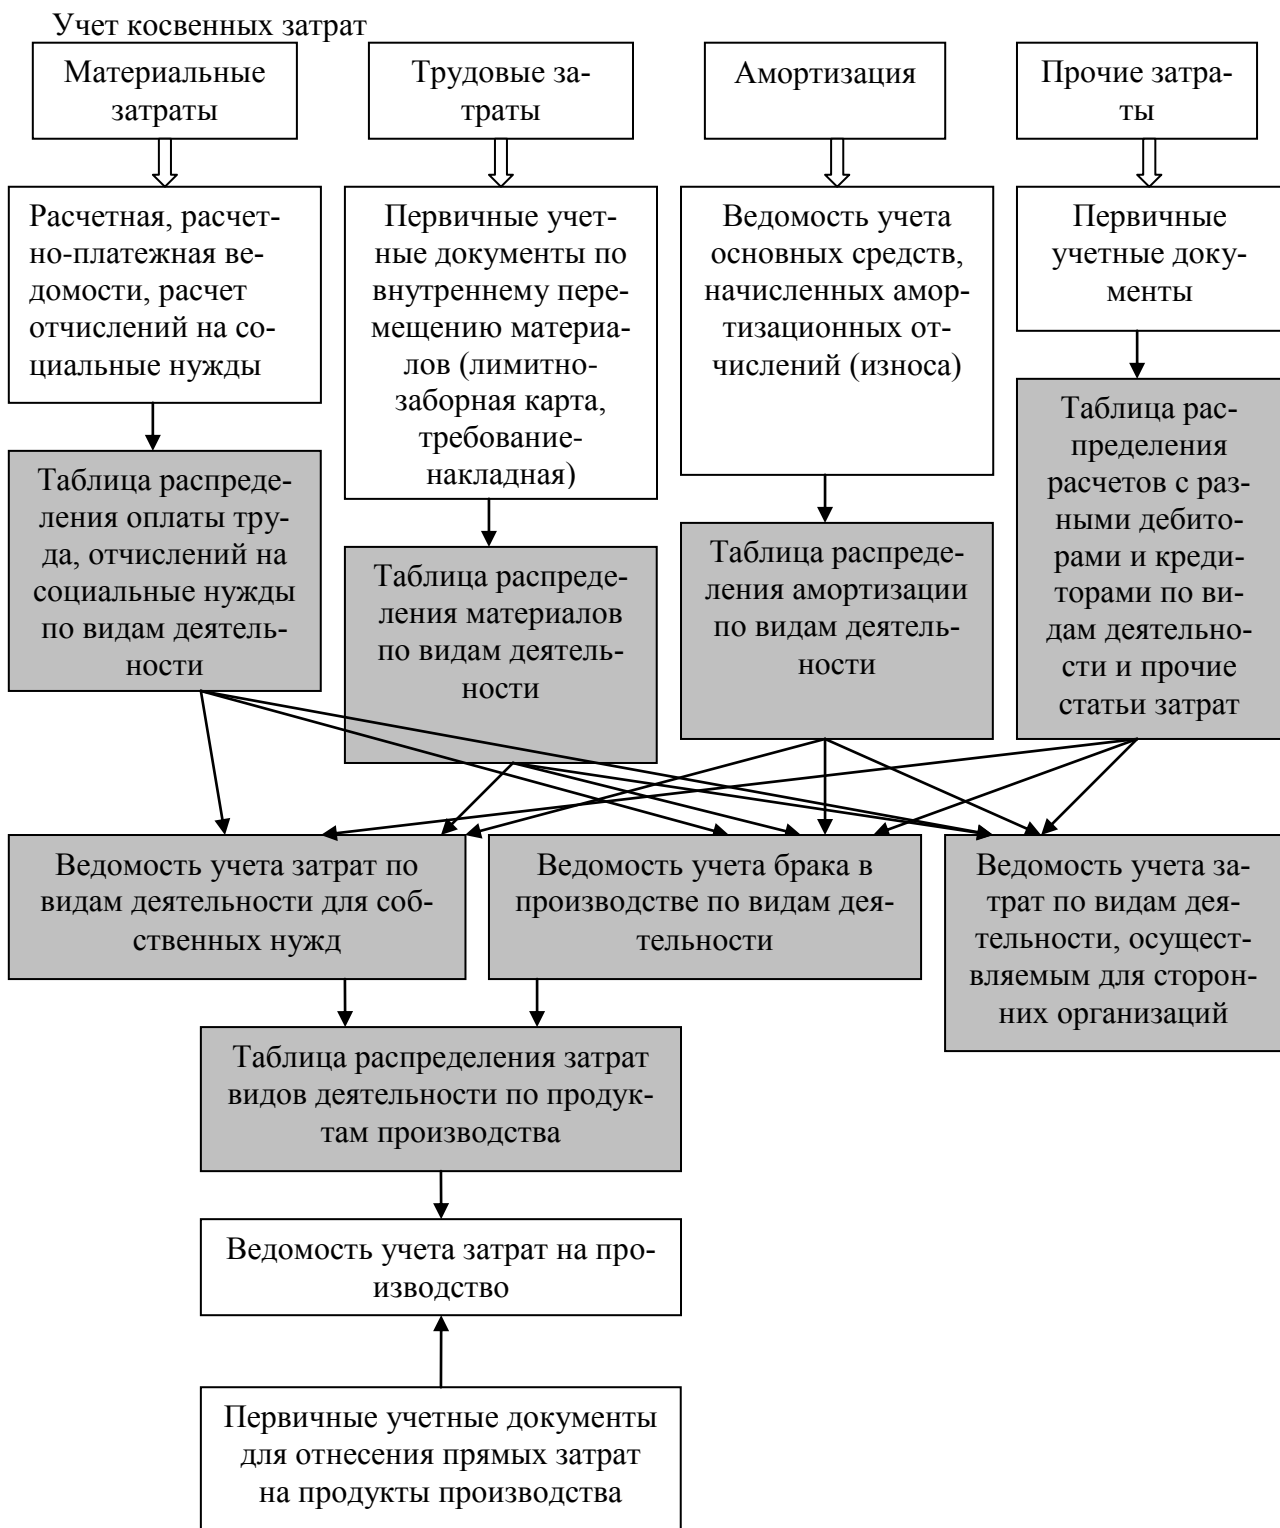 Учет косвенных затрат
Материальные
затраты
Трудовые за-
траты
Амортизация
Прочие затра-
ты
Расчетная, расчет-
но-платежная ве-
домости, расчет
отчислений на со-
циальные нужды
Первичные учет-
ные документы по
внутреннему пере-
мещению материа-
лов (лимитно-
заборная карта,
требование-
накладная)
Ведомость учета
основных средств,
начисленных амор-
тизационных от-
числений (износа)
Первичные
учетные доку-
менты
Таблица распреде-
ления оплаты тру-
да, отчислений на
социальные нужды
по видам деятель-
ности
Таблица распреде-
ления материалов
по видам деятель-
ности
Таблица распреде-
ления амортизации
по видам деятель-
ности
Таблица рас-
пределения
расчетов с раз-
ными дебито-
рами и креди-
торами по ви-
дам деятельно-
сти и прочие
статьи затрат
Ведомость учета затрат по
видам деятельности для соб-
ственных нужд
Ведомость учета брака в
производстве по видам дея-
тельности
Ведомость учета за-
трат по видам дея-
тельности, осущест-
вляемым для сторон-
них организаций
Таблица распределения затрат
видов деятельности по продук-
там производства
Ведомость учета затрат на про-
изводство
Первичные учетные документы
для отнесения прямых затрат
на продукты производства